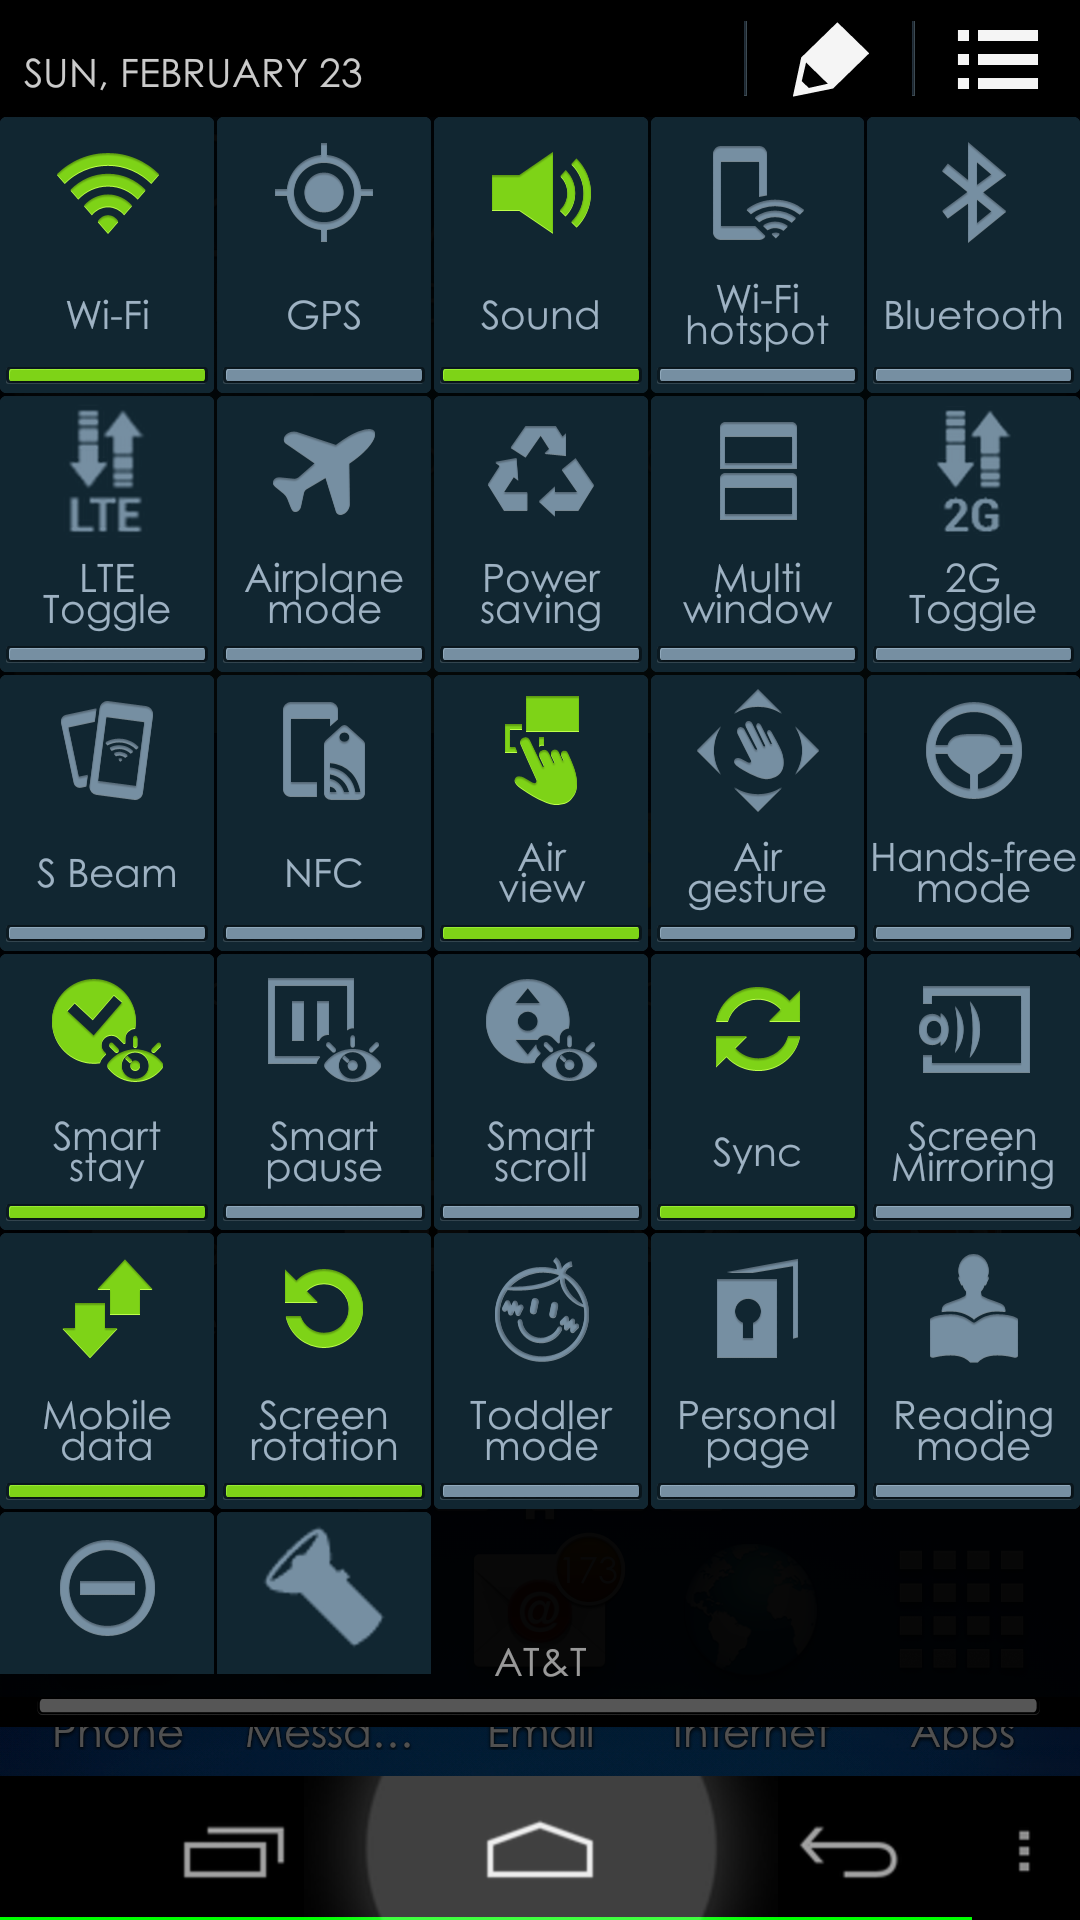 SUN, FEBRUARY 23
Wi-Fi
GPS
Sound
Wi-Fi
hotspot
Bluetooth
LTE
LTE
Toggle
Airplane
mode
Power
saving
Multi
window
2G
2G
Toggle
S Beam
NFC
Air
view
Air
gesture
Hands-free
mode
Smart
stay
Smart
pause
Smart
scroll
Sync
Screen
Mirroring
Mobile
data
Screen
rotation
Toddler
mode
Personal
page
Reading
mode
173
@
AT&T
Phone
Messa...
Email
Internet
Apps